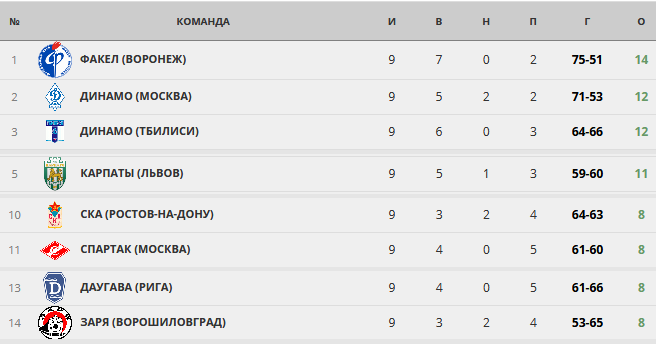 № КОМАНДА И В Н П Г О
1 ФАКЕЛ (ВОРОНЕЖ) 9 7 0 2 75-51 14
2 ДИНАМО (МОСКВА) 9 5 2 2 71-53 12
3 ДИНАМО (ТБИЛИСИ) 9 6 0 3 64-66 12
5 КАРПАТЫ (ЛЬВОВ) 9 5 1 3 59-60 11
10 СКА (РОСТОВ-НА-ДОНУ) 9 3 2 4 64-63 8
11 СПАРТАК (МОСКВА) 9 4 0 5 61-60 8
13 ДАУГАВА (РИГА) 9 4 0 5 61-66 8
14 ЗАРЯ (ВОРОШИЛОВГРАД) 9 3 2 4 53-65 8